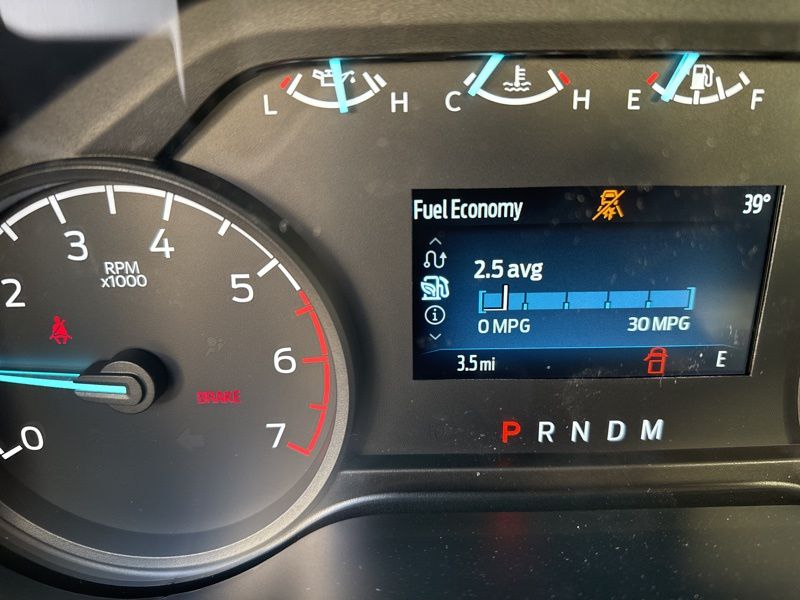 L H C H E F
Fuel Economy 39°
2.5 avg
0 MPG 30 MPG
3.5 mi E
P R N D M
RPM
x1000
0 2 3 4 5 6 7
BRAKE